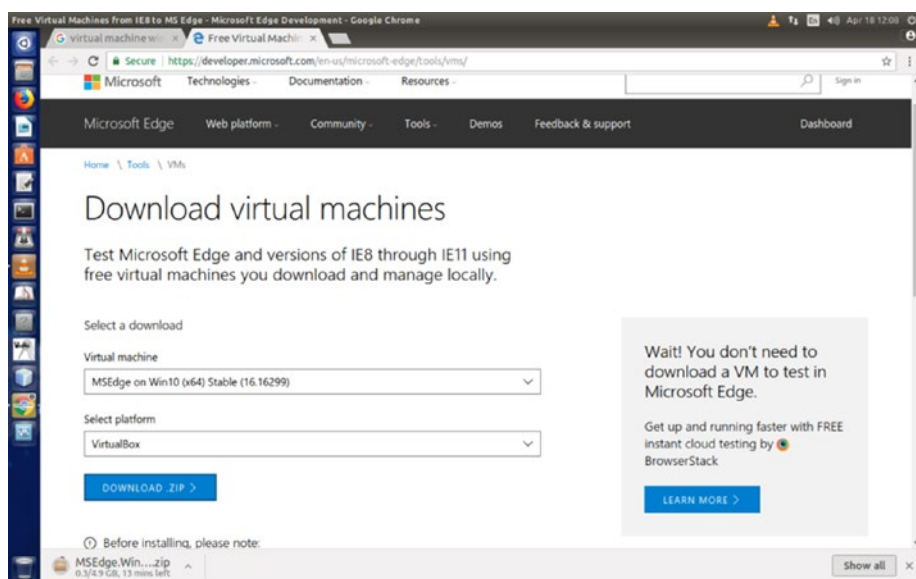 Free Virtual Machines from IE8 to MS Edge - Microsoft Edge Development - Google Chrome
En
Apr 18 12:08
virtual machine win
Free Virtual Machin
Secure
https://developer.microsoft.com/en-us/microsoft-edge/tools/vms/
Microsoft
Technologies
Documentation
Resources
Sign in
Microsoft Edge
Web platform
Community
Tools
Demos
Feedback & support
Dashboard
Home \ Tools \ VMs
Download virtual machines
Test Microsoft Edge and versions of IE8 through IE11 using
free virtual machines you download and manage locally.
Select a download
Virtual machine
MSEdge on Win10 (x64) Stable (16.16299)
Select platform
VirtualBox
DOWNLOAD .ZIP >
Before installing, please note:
Wait! You don't need to
download a VM to test in
Microsoft Edge.
Get up and running faster with FREE
instant cloud testing by
BrowserStack
LEARN MORE >
MSEdge.Win....zip
0.3/4.9 GB, 13 mins left
Show all